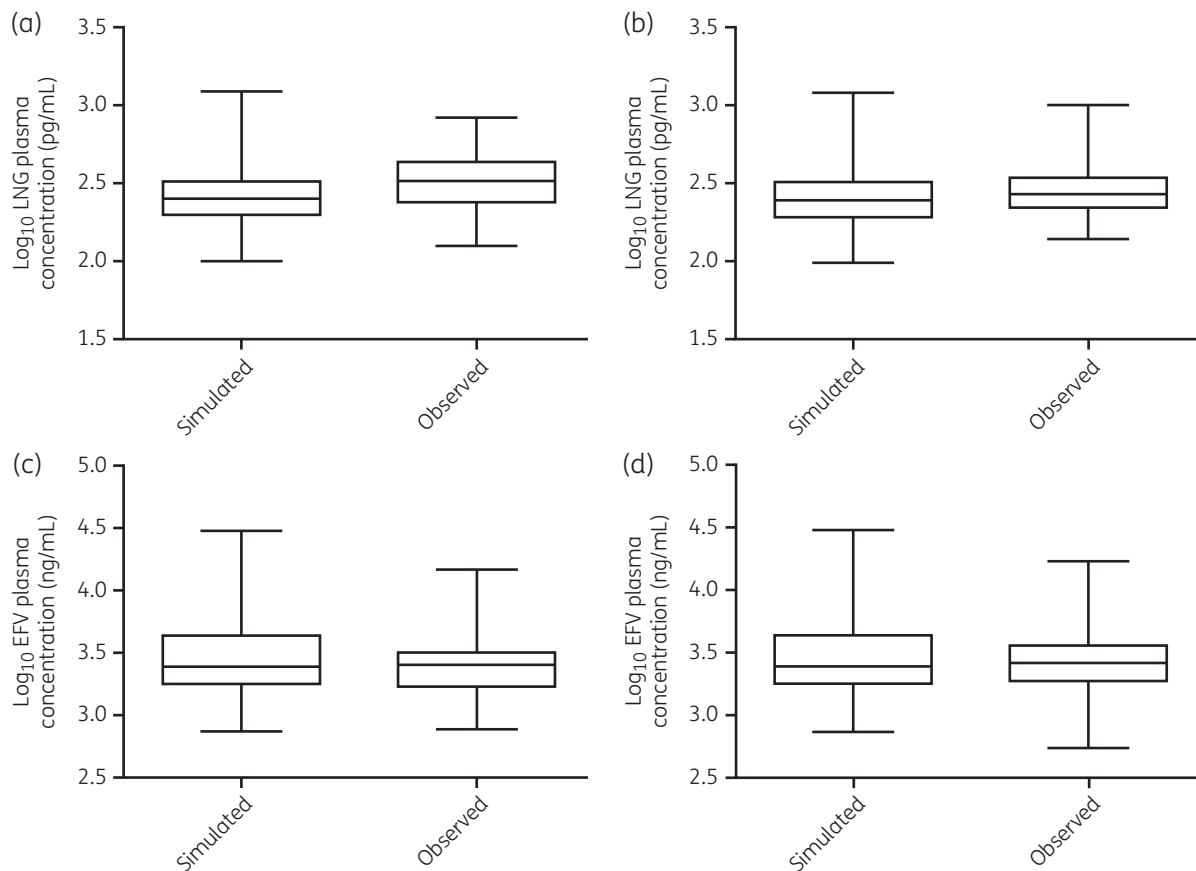 (a)
Log10 LNG plasma
concentration (pg/mL)
3.5
3.0
2.5
2.0
1.5
Simulated
Observed
(b)
Log10 LNG plasma
concentration (pg/mL)
3.5
3.0
2.5
2.0
1.5
Simulated
Observed
(c)
Log10 EFV plasma
concentration (ng/mL)
5.0
4.5
4.0
3.5
3.0
2.5
Simulated
Observed
(d)
Log10 EFV plasma
concentration (ng/mL)
5.0
4.5
4.0
3.5
3.0
2.5
Simulated
Observed